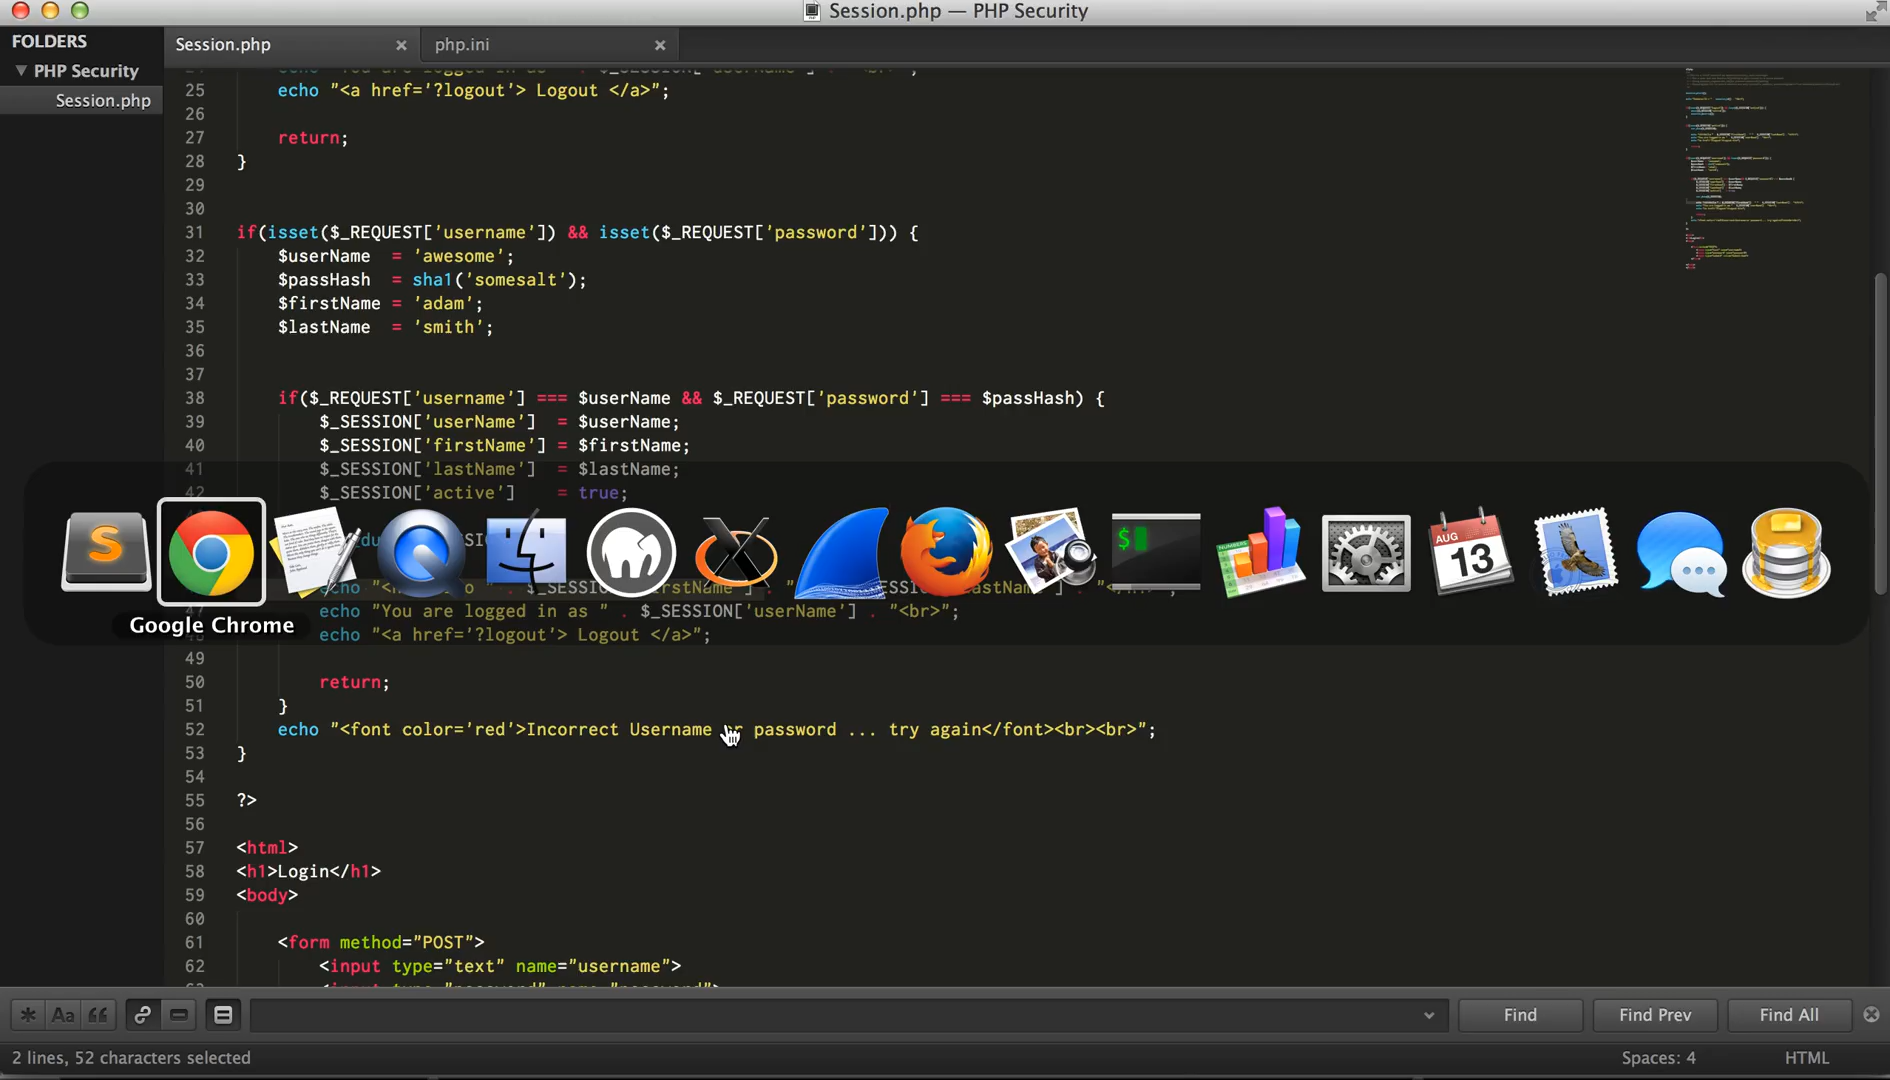 Session.php — PHP Security
FOLDERS
PHP Security
Session.php
Session.php
php.ini
25 echo "<a href='?logout'> Logout </a>";
26
27 return;
28 }
29
30
31 if(isset($_REQUEST['username']) && isset($_REQUEST['password'])) {
32 $userName = 'awesome';
33 $passHash = sha1('somesalt');
34 $firstName = 'adam';
35 $lastName = 'smith';
36
37
38 if($_REQUEST['username'] === $userName && $_REQUEST['password'] === $passHash) {
39 $_SESSION['userName'] = $userName;
40 $_SESSION['firstName'] = $firstName;
41 $_SESSION['lastName'] = $lastName;
42 $_SESSION['active'] = true;
AUG
13
NUMBERS
Google Chrome
echo "You are logged in as " . $_SESSION['userName'] . "<br>";
48 echo "<a href='?logout'> Logout </a>";
49
50 return;
51 }
52 echo "<font color='red'>Incorrect Username password ... try again</font><br><br>";
53 }
54
55 ?>
56
57 <html>
58 <h1>Login</h1>
59 <body>
60
61 <form method="POST">
62 <input type="text" name="username">
Find
Find Prev
Find All
2 lines, 52 characters selected
Spaces: 4
HTML